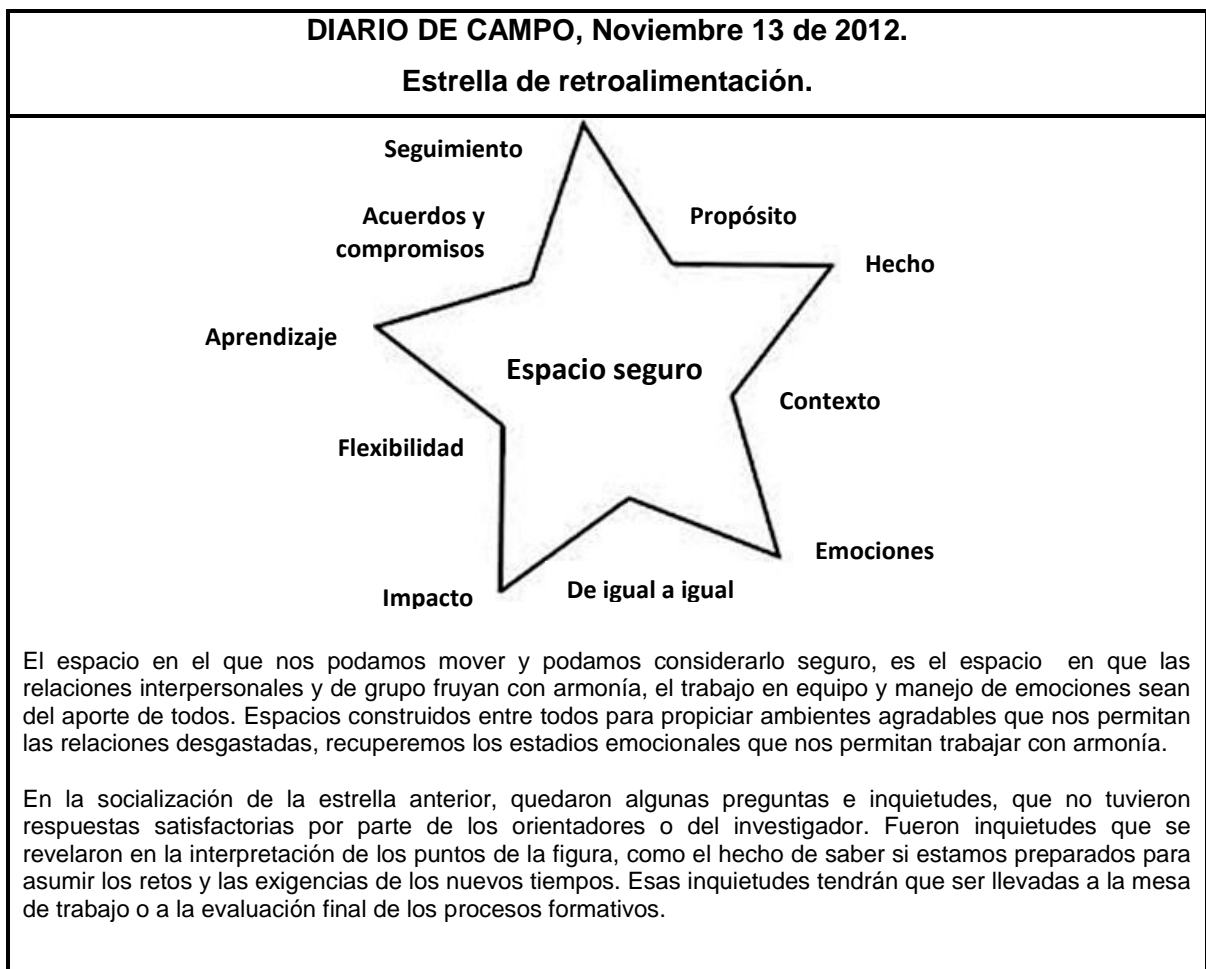 DIARIO DE CAMPO, Noviembre 13 de 2012.
Estrella de retroalimentación.
Seguimiento
Acuerdos y
compromisos
Propósito
Hecho
Aprendizaje
Espacio seguro
Contexto
Flexibilidad
Emociones
De igual a igual
Impacto
El espacio en el que nos podamos mover y podamos considerarlo seguro, es el espacio en que las
relaciones interpersonales y de grupo fruyan con armonía, el trabajo en equipo y manejo de emociones sean
del aporte de todos. Espacios construidos entre todos para propiciar ambientes agradables que nos permitan
las relaciones desgastadas, recuperemos los estadios emocionales que nos permitan trabajar con armonía.
En la socialización de la estrella anterior, quedaron algunas preguntas e inquietudes, que no tuvieron
respuestas satisfactorias por parte de los orientadores o del investigador. Fueron inquietudes que se
revelaron en la interpretación de los puntos de la figura, como el hecho de saber si estamos preparados para
asumir los retos y las exigencias de los nuevos tiempos. Esas inquietudes tendrán que ser llevadas a la mesa
de trabajo o a la evaluación final de los procesos formativos.